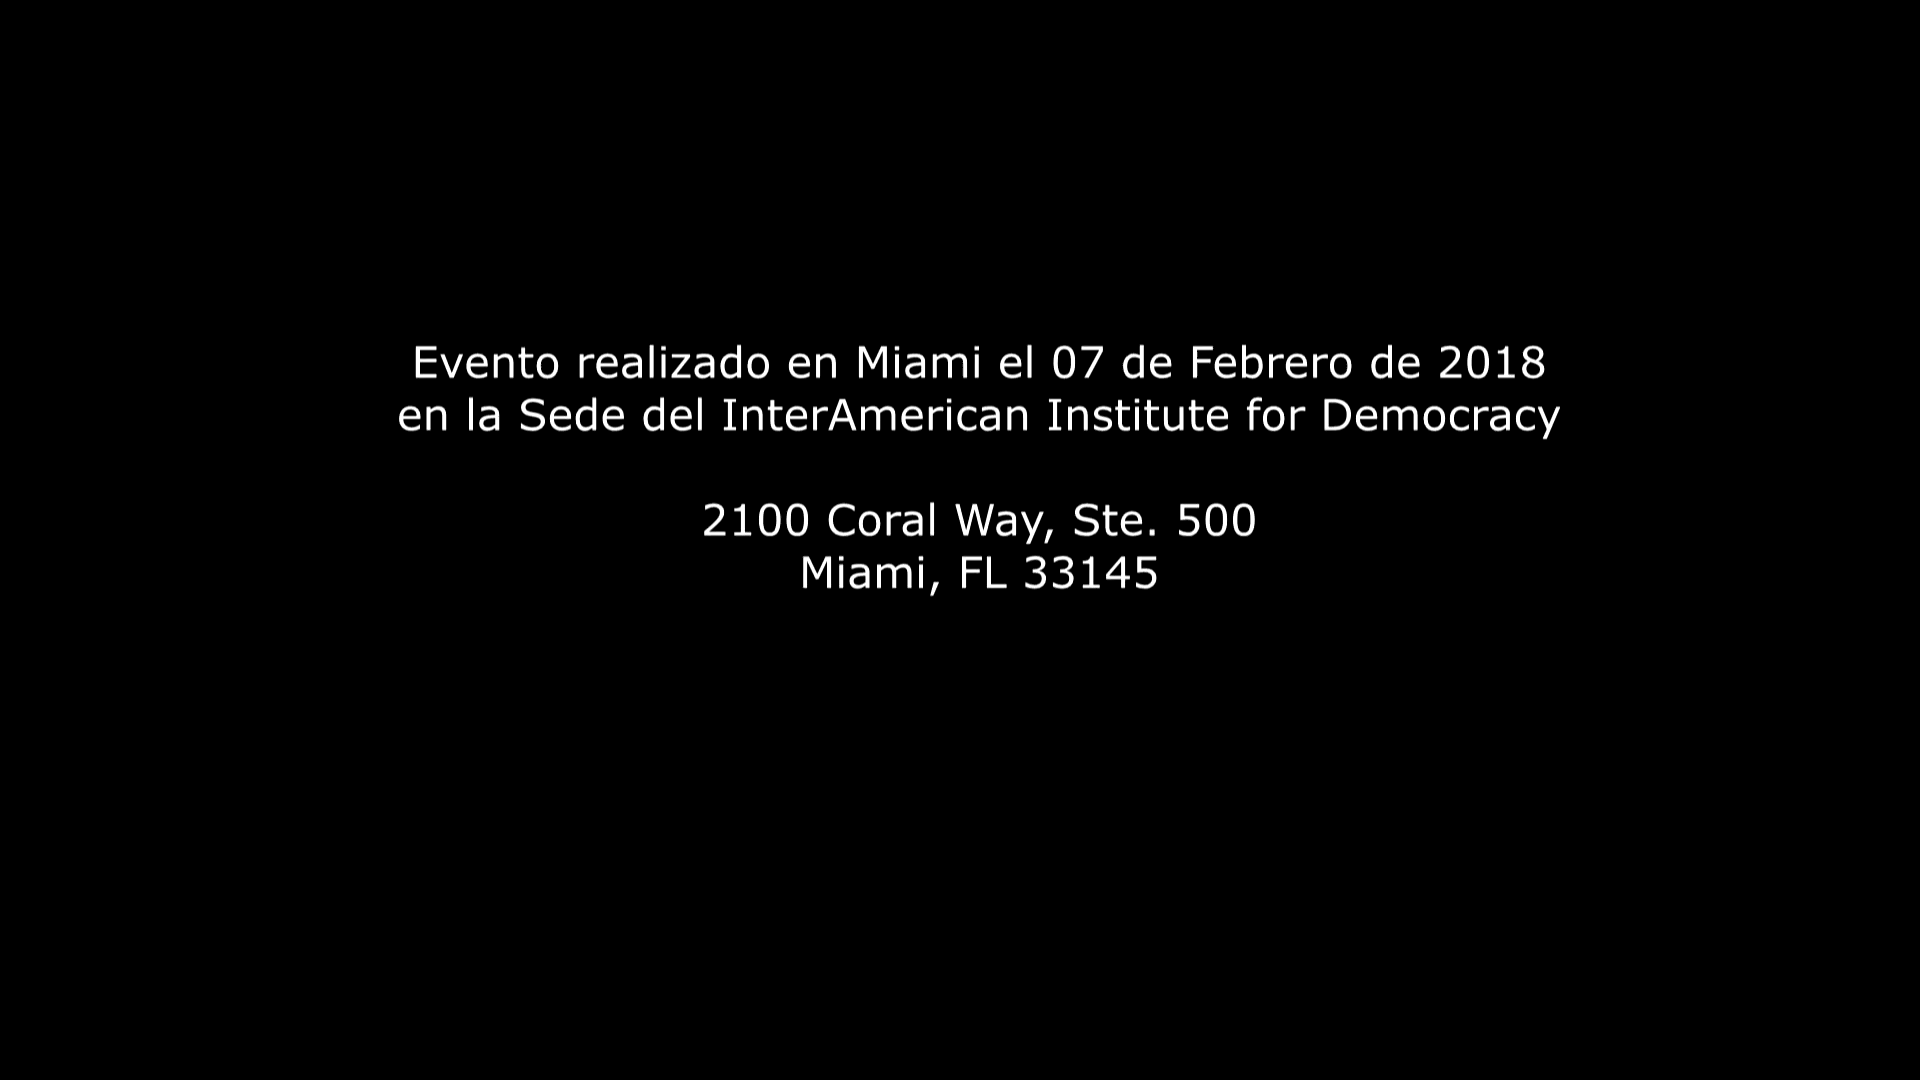 Evento realizado en Miami el 07 de Febrero de 2018
en la Sede del InterAmerican Institute for Democracy
2100 Coral Way, Ste. 500
Miami, FL 33145